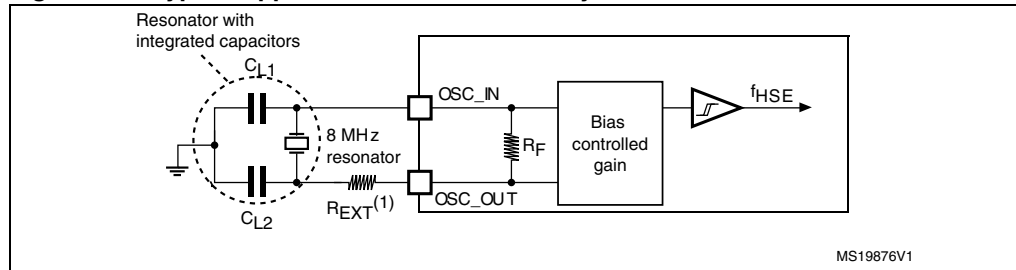 Resonator with
integrated capacitors
CL1
OSC_IN
fHSE
8 MHz
resonator
RF
Bias
controlled
gain
REXT(1)
OSC_OUT
CL2
MS19876V1